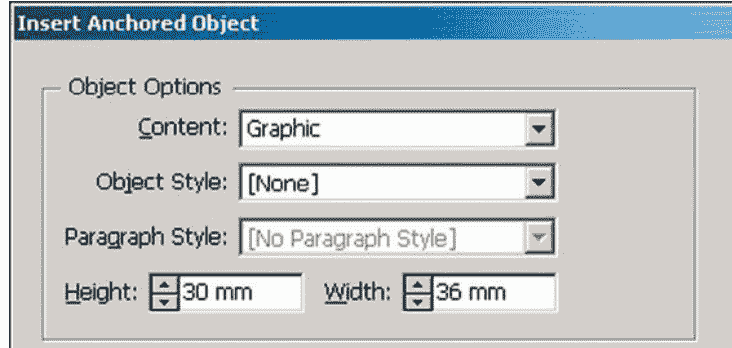 Insert Anchored Object
Object Options
Content: Graphic
Object Style: [None]
Paragraph Style: [No Paragraph Style]
Height: 30 mm Width: 36 mm